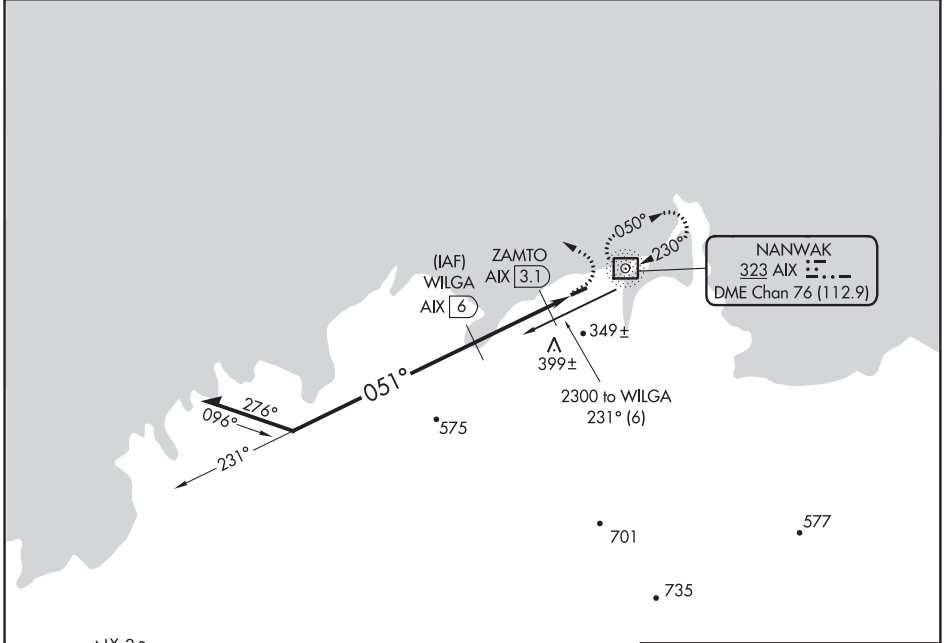 050°
230°
NANWAK
323 AIX
DME Chan 76 (112.9)
(IAF)
WILGA
AIX 6
ZAMTO
AIX 3.1
349±
399±
2300 to WILGA
231° (6)
051°
276°
096°
231°
575
701
577
735